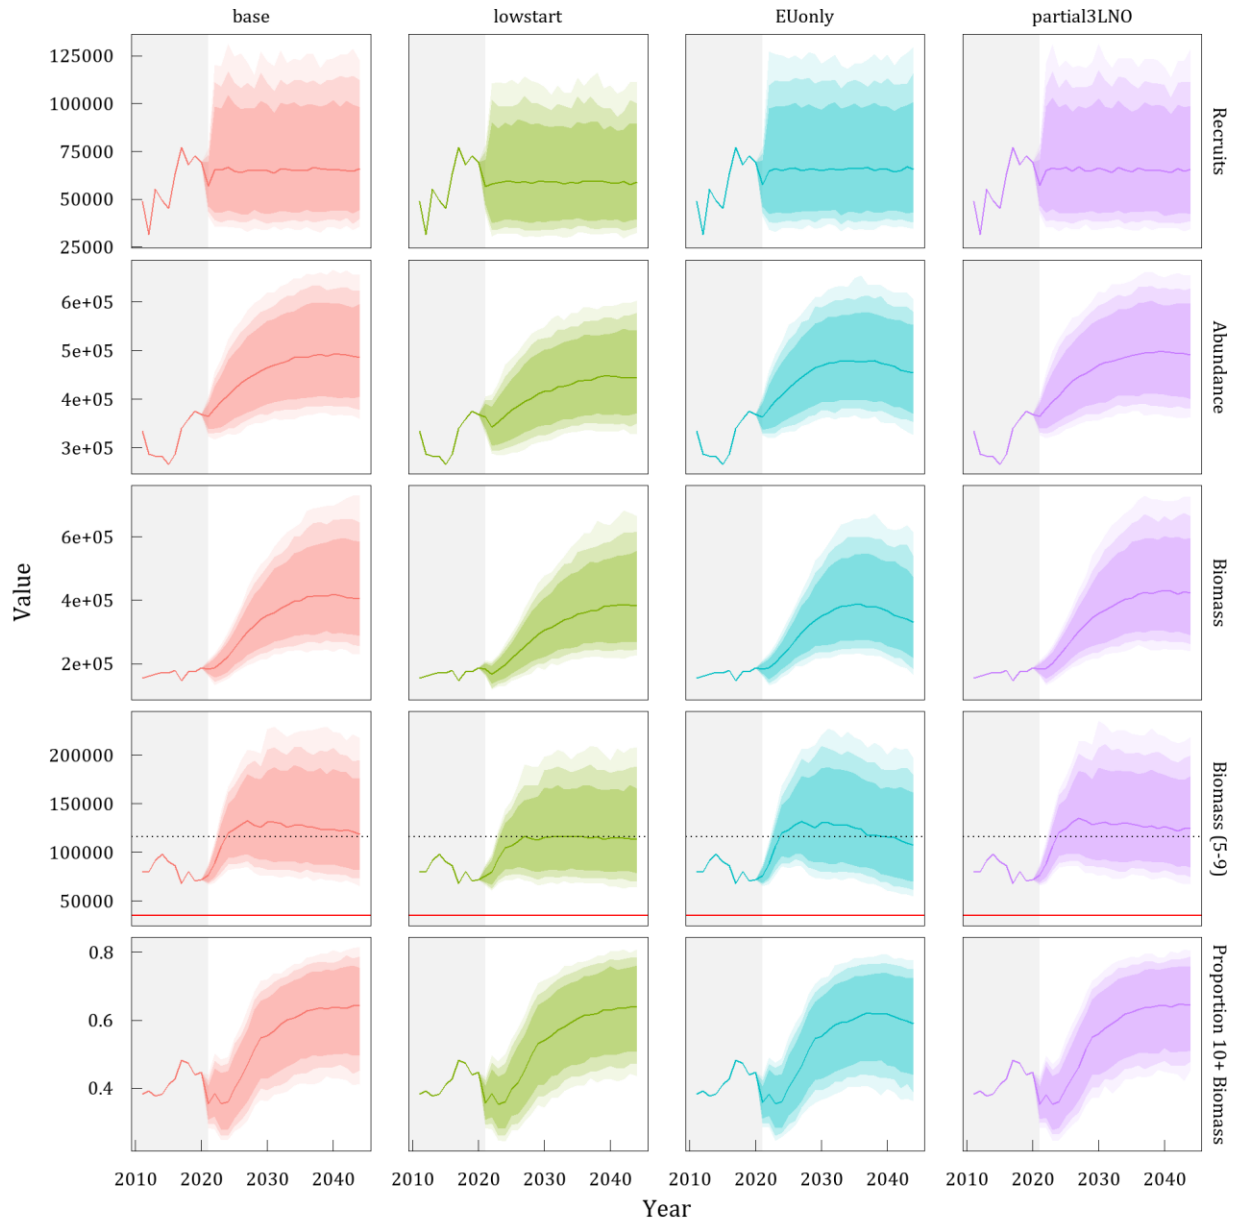 base lowstart EUonly partial3LNO
125000
100000
75000
50000
25000
Recruits
6e+05
5e+05
4e+05
3e+05
Abundance
Value
6e+05
4e+05
2e+05
Biomass
200000
150000
100000
50000
Biomass (5-9)
0.8
0.6
0.4
Proportion 10+ Biomass
2010 2020 2030 2040 2010 2020 2030 2040 2010 2020 2030 2040 2010 2020 2030 2040
Year